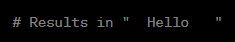 # Results in "  Hello   "